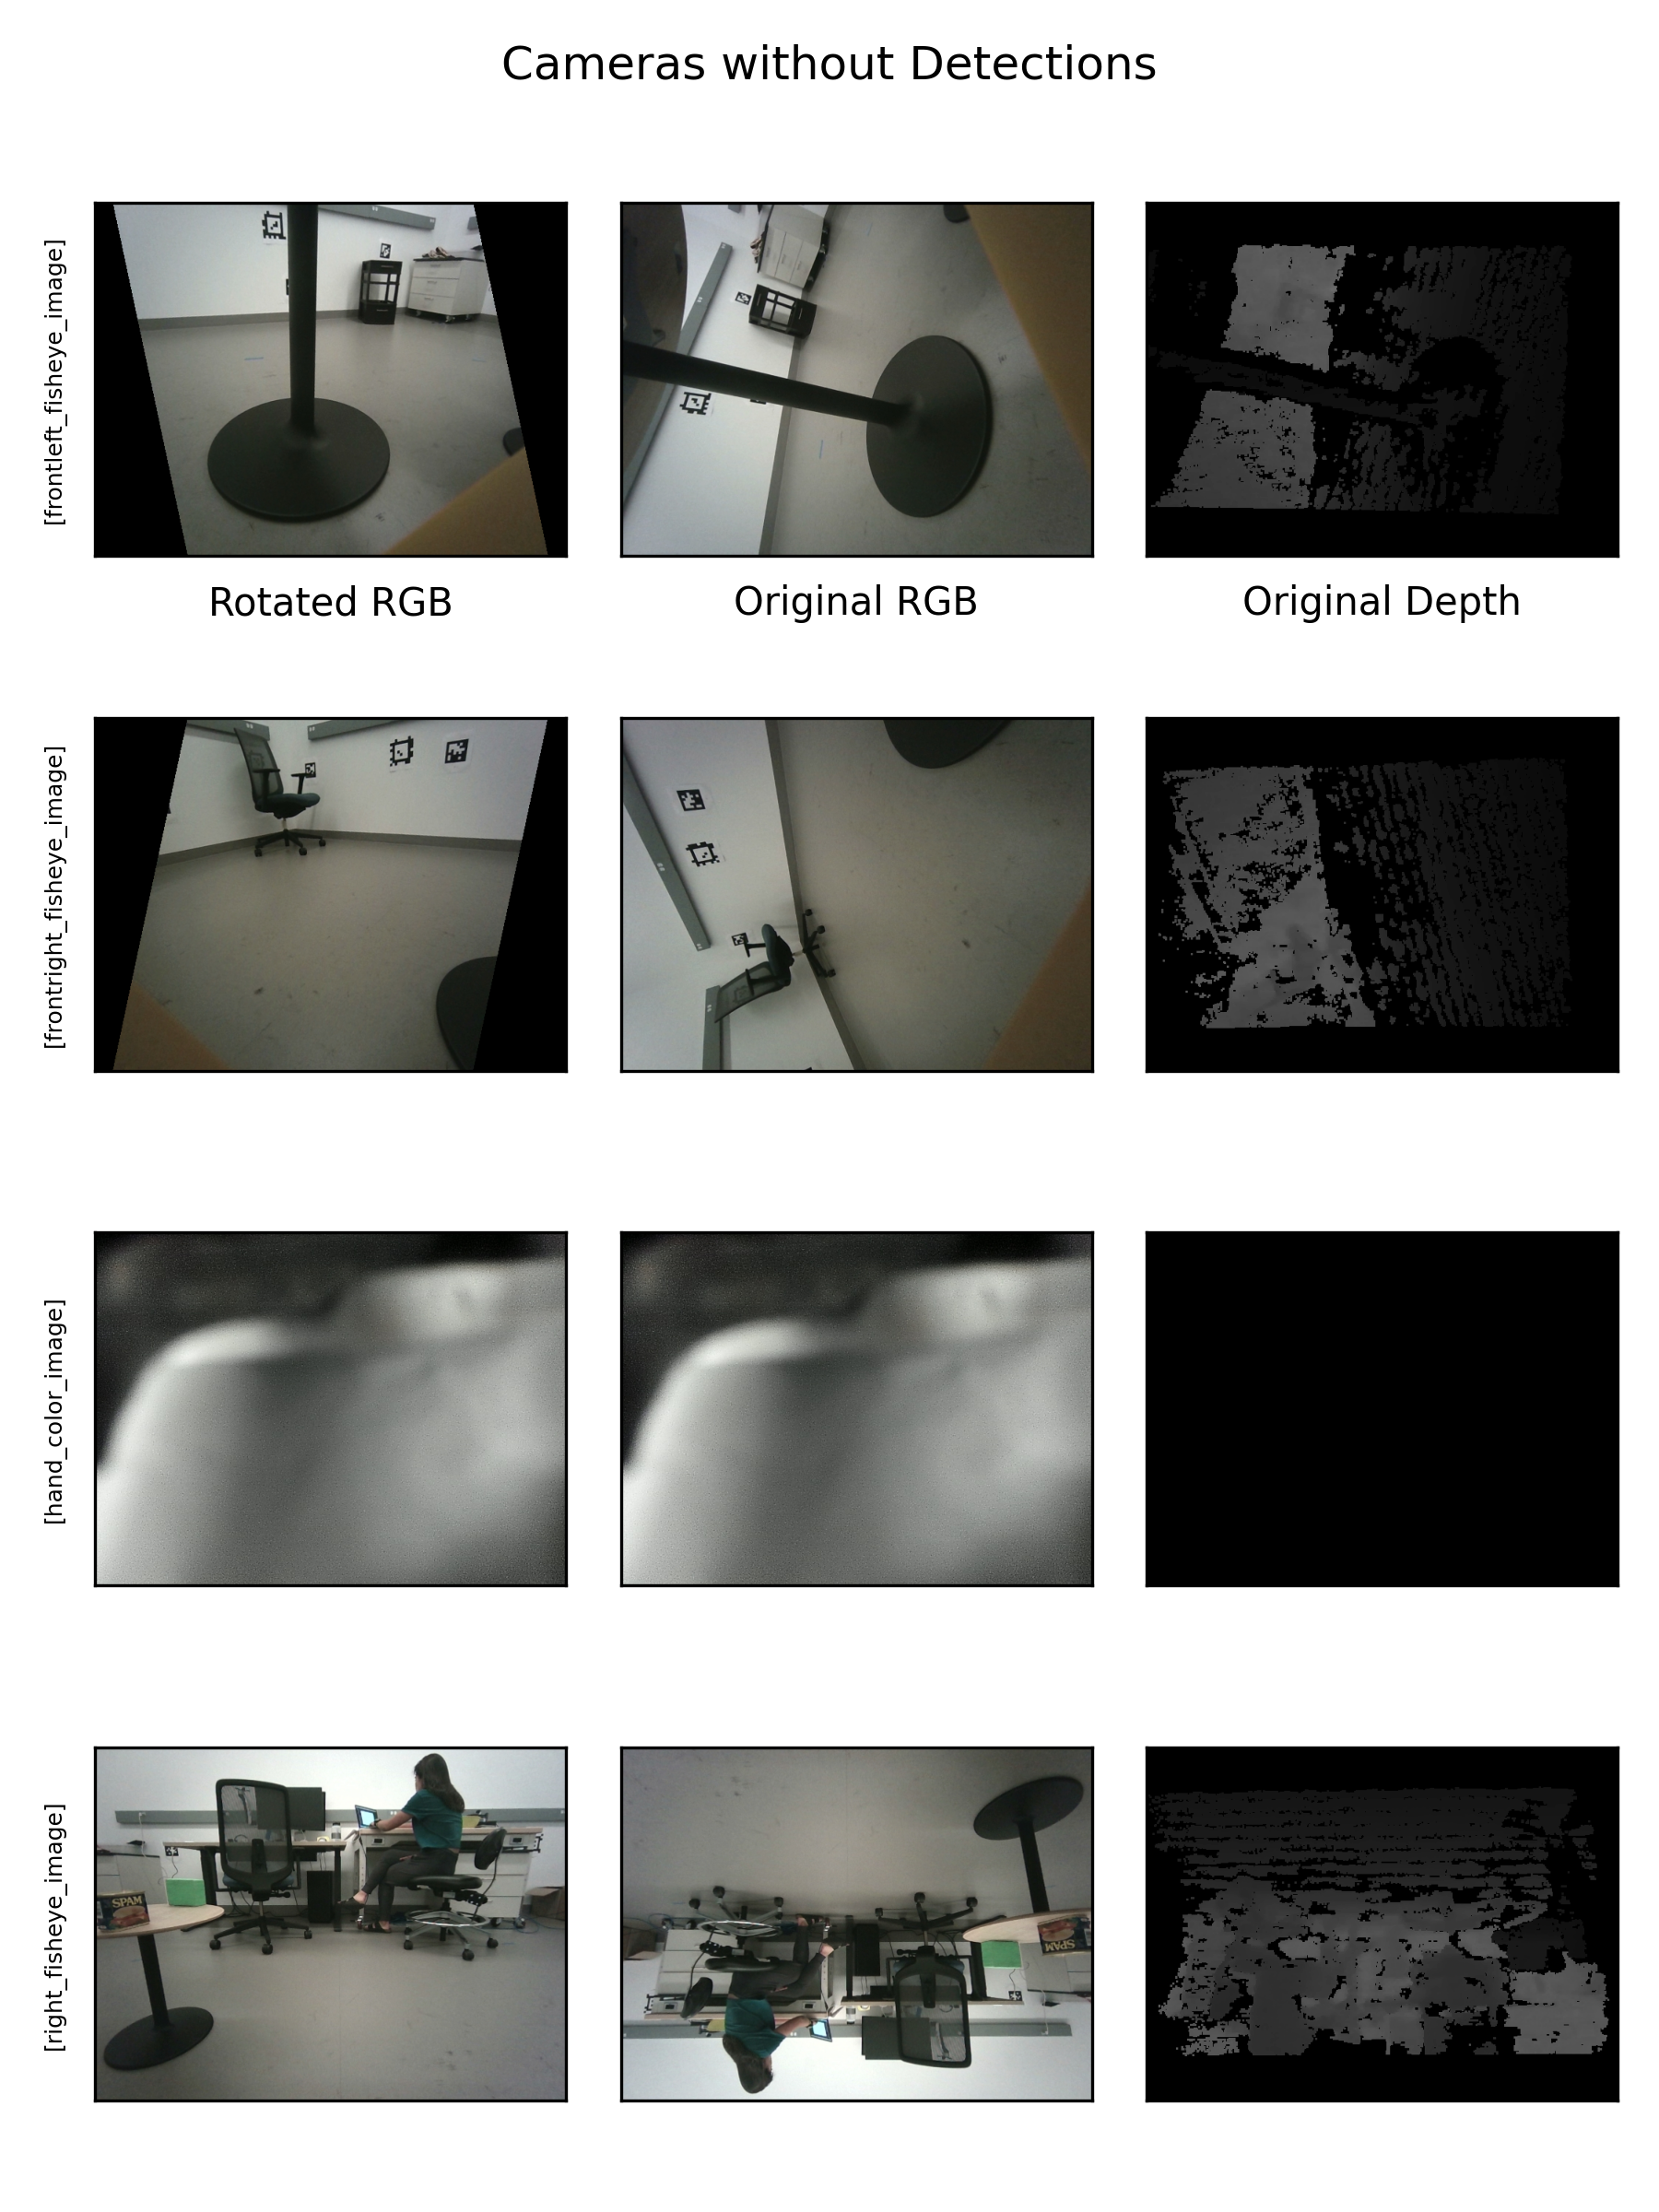 Cameras without Detections
[frontleft_fisheye_image]
Rotated RGB
Original RGB
Original Depth
[frontright_fisheye_image]
[hand_color_image]
[right_fisheye_image]
SPAM
SPAM